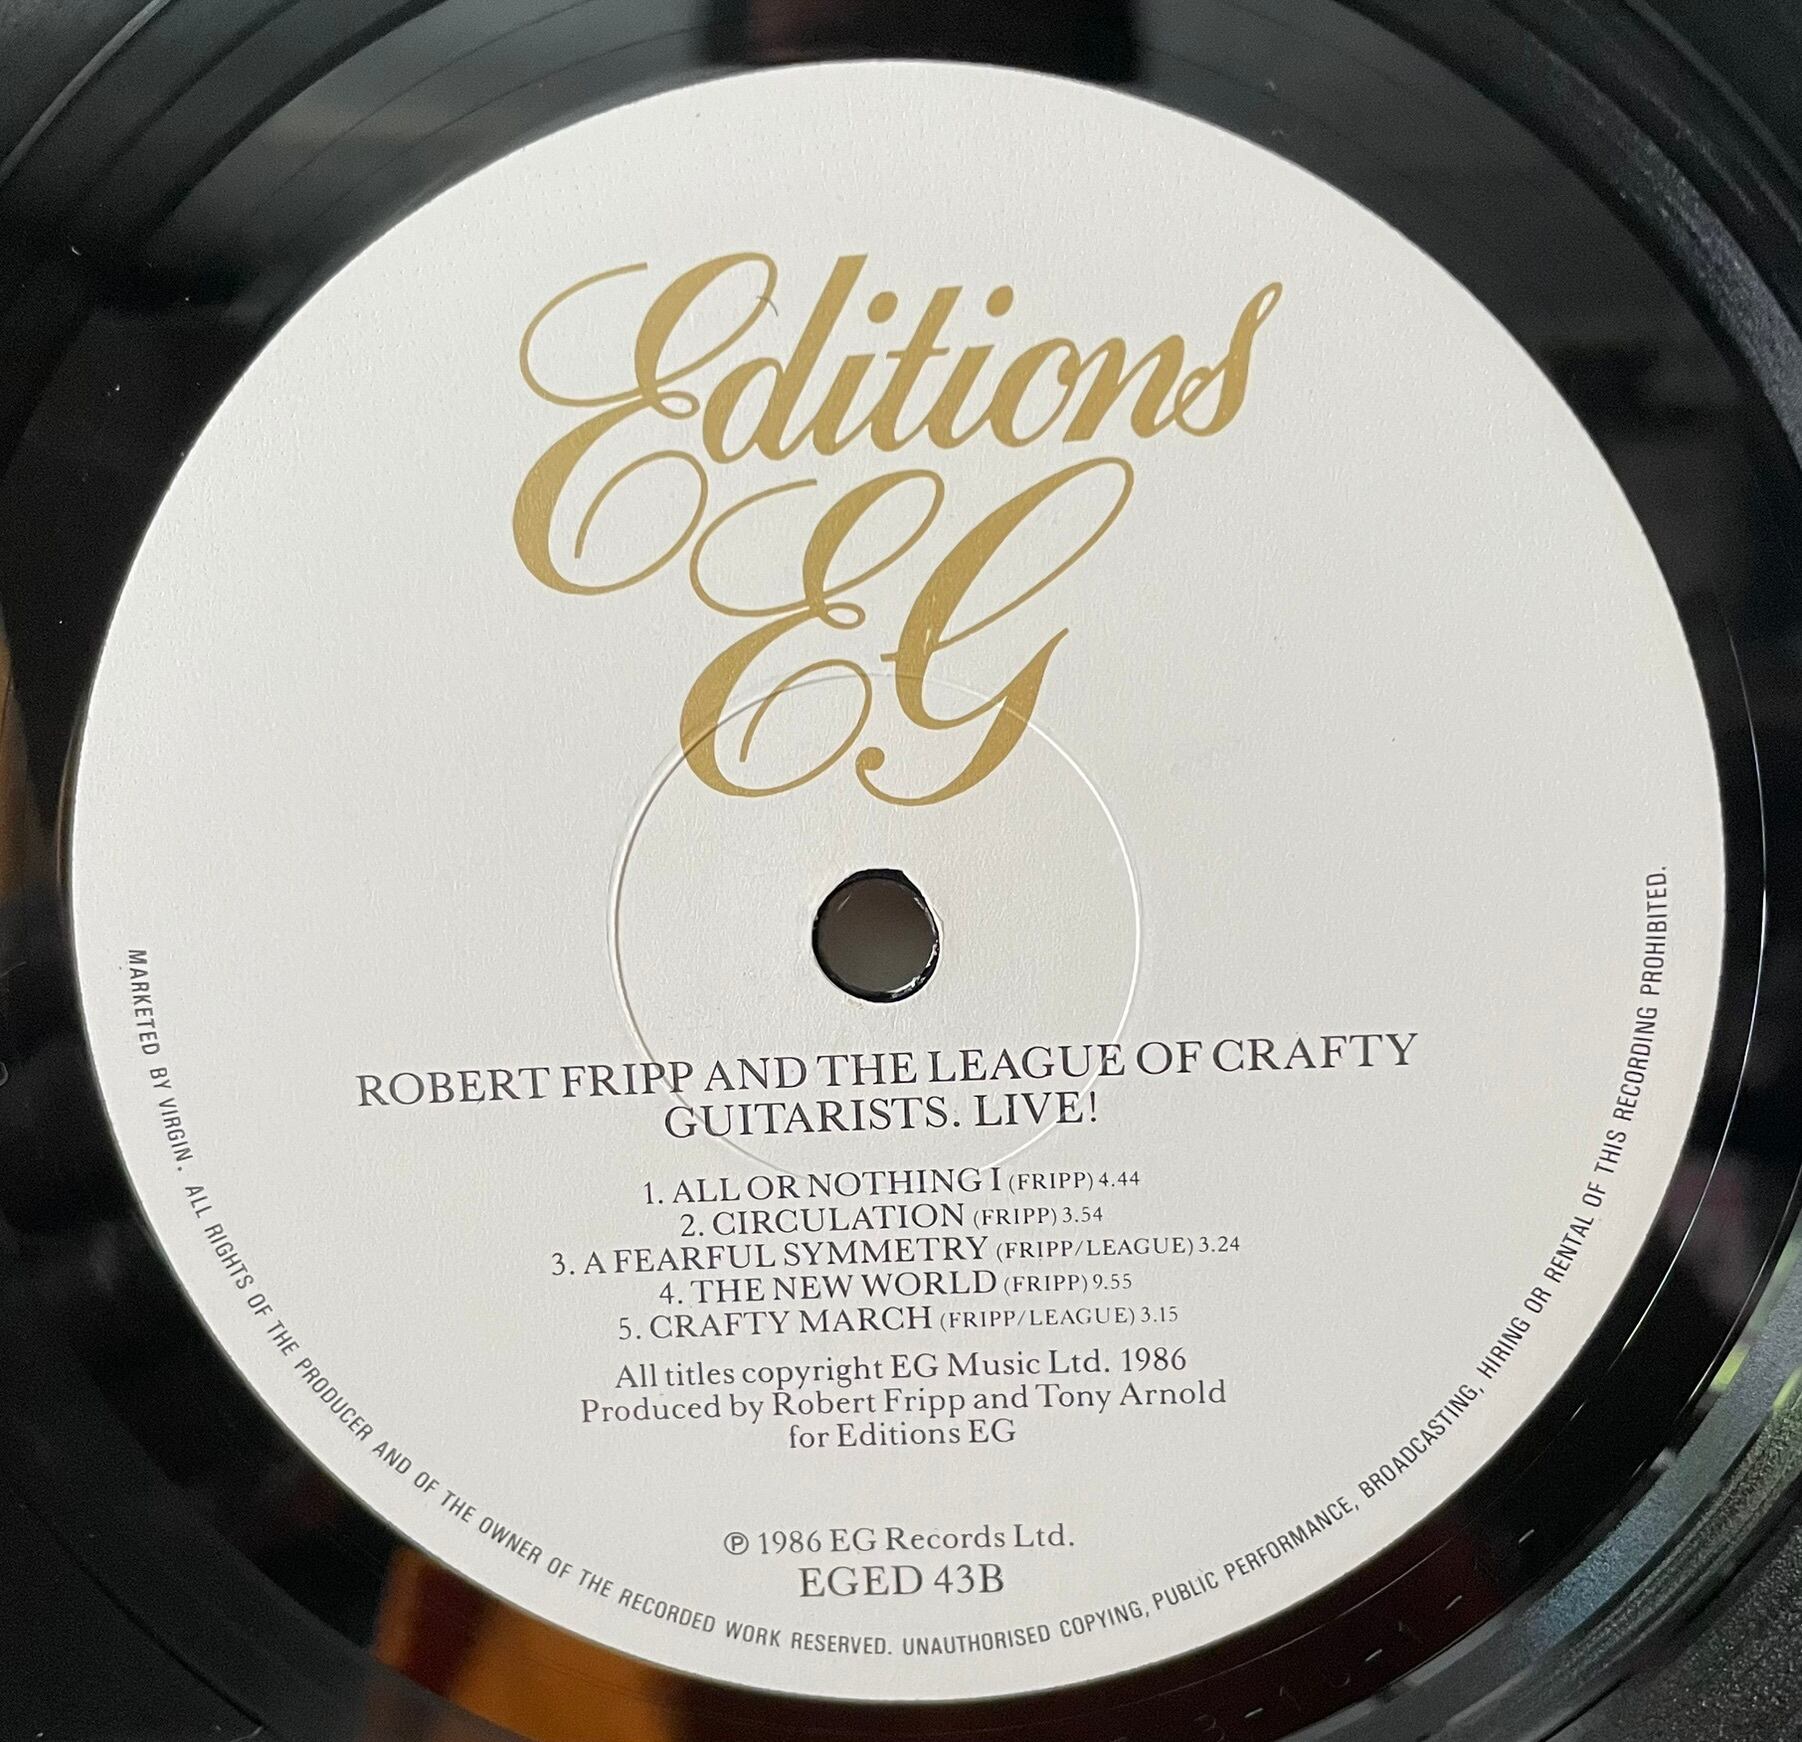 Editions
EG
ROBERT FRIPP AND THE LEAGUE OF CRAFTY
GUITARISTS. LIVE!
1. ALL OR NOTHING I (FRIPP) 4.44
2. CIRCULATION (FRIPP) 3.54
3. A FEARFUL SYMMETRY (FRIPP/LEAGUE) 3.24
4. THE NEW WORLD (FRIPP) 9.55
5. CRAFTY MARCH (FRIPP/LEAGUE) 3.15
All titles copyright EG Music Ltd. 1986
Produced by Robert Fripp and Tony Arnold
for Editions EG
℗ 1986 EG Records Ltd.
EGED 43B
MARKETED BY VIRGIN. ALL RIGHTS OF THE PRODUCER AND OF THE OWNER OF THE RECORDED WORK RESERVED. UNAUTHORISED COPYING, PUBLIC PERFORMANCE, BROADCASTING, HIRING OR RENTAL OF THIS RECORDING PROHIBITED.